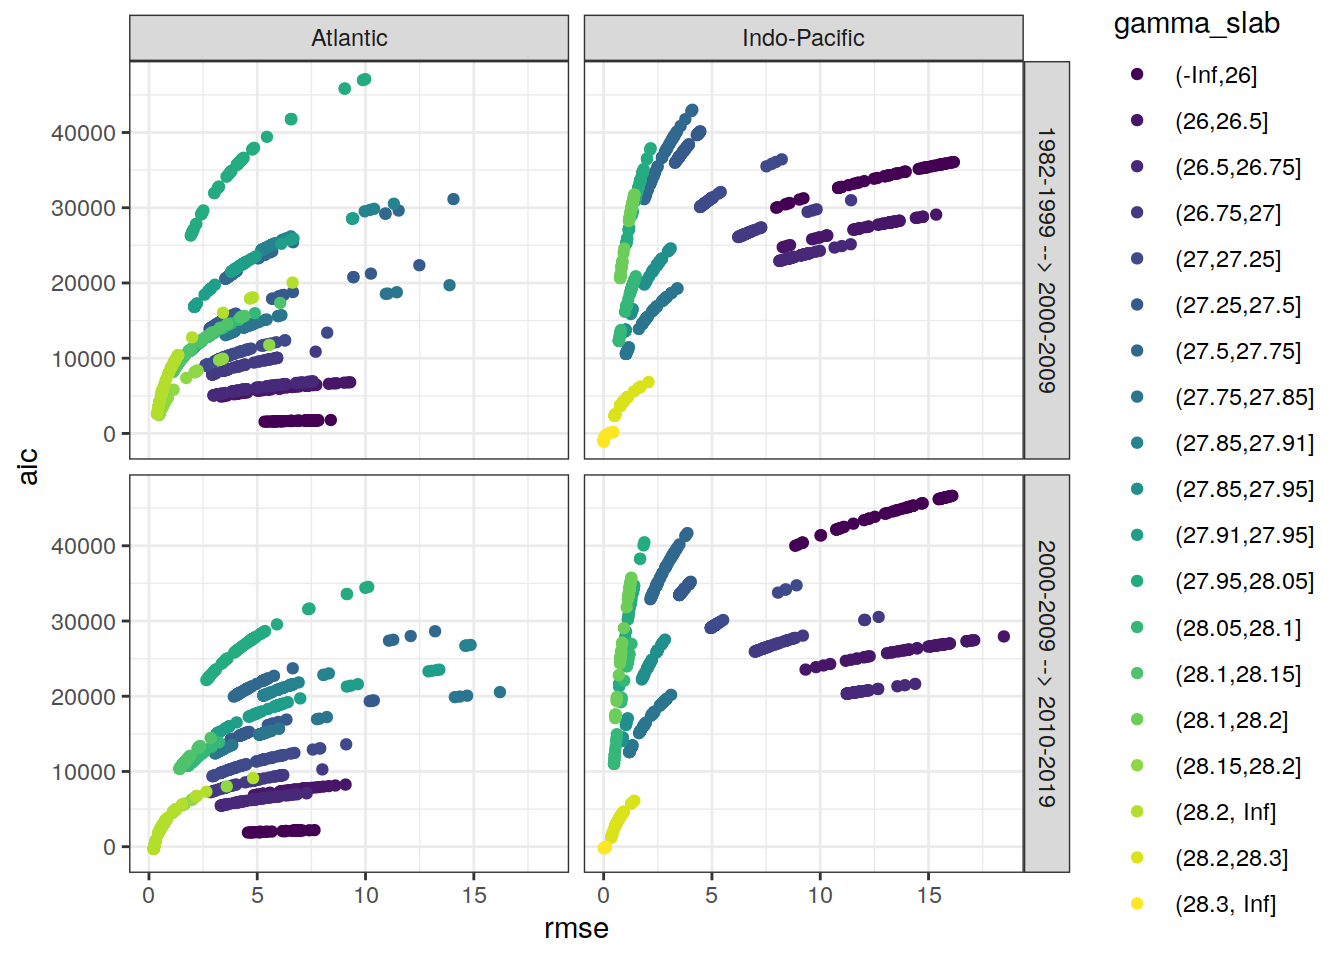 Atlantic
Indo-Pacific
gamma_slab
(-Inf,26]
(26,26.5]
(26.5,26.75]
(26.75,27]
(27,27.25]
(27.25,27.5]
(27.5,27.75]
(27.75,27.85]
(27.85,27.91]
(27.85,27.95]
(27.91,27.95]
(27.95,28.05]
(28.05,28.1]
(28.1,28.15]
(28.1,28.2]
(28.15,28.2]
(28.2, Inf]
(28.2,28.3]
(28.3, Inf]
1982-1999 --> 2000-2009
2000-2009 --> 2010-2019
aic
40000
30000
20000
10000
0
40000
30000
20000
10000
0
0 5 10 15
0 5 10 15
rmse